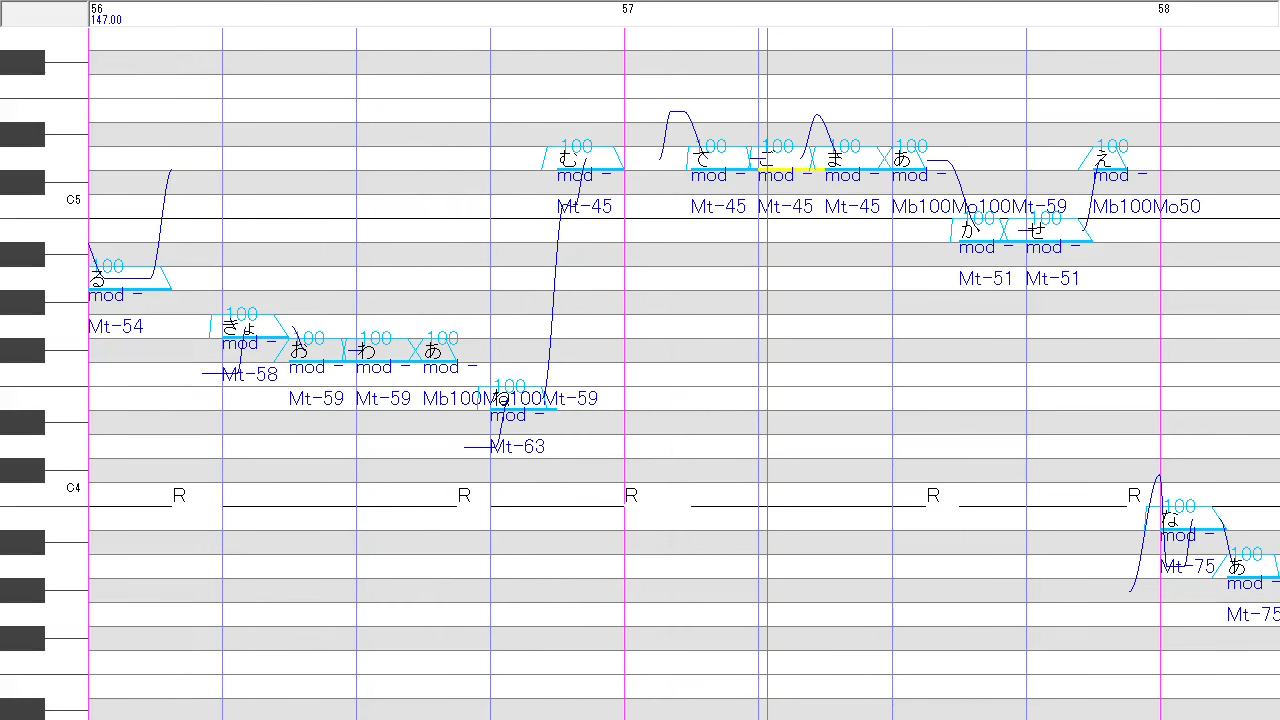 56 57 58
147.00
C5
C4
100
る
mod -
Mt-54
100
ぎょ
mod -
Mt-58
100
お
mod -
Mt-59
100
わ
mod -
Mt-59
100
あ
mod -
Mb100Mo100Mt-59
100
mod -
Mt-63
100
む
mod -
Mt-45
100
mod -
Mt-45
100
mod -
Mt-45
100
ま
mod -
Mt-45
100
あ
mod -
Mb100Mo100Mt-59
100
か
mod -
Mt-51
100
せ
mod -
Mt-51
100
え
mod -
Mb100Mo50
R
R
R
R
R
100
な
mod -
Mt-75
100
あ
mod -
Mt-75